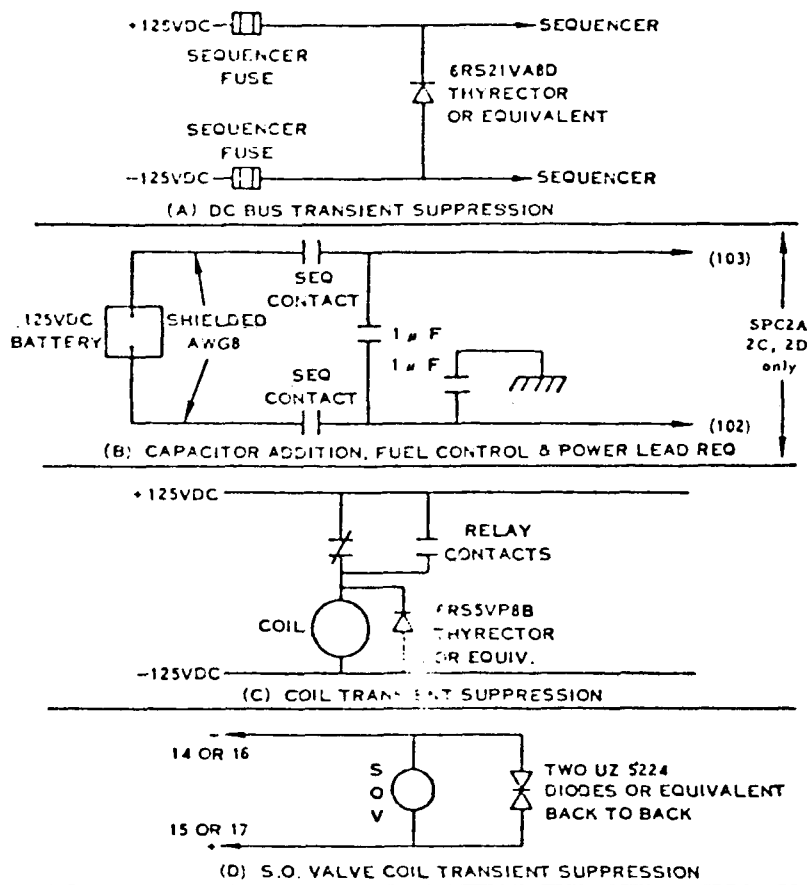 +125VDC
SEQUENCER
FUSE
SEQUENCER
6RS21VA8D
THYRECTOR
OR EQUIVALENT
SEQUENCER
FUSE
—125VDC
SEQUENCER
(A) DC BUS TRANSIENT SUPPRESSION
125VDC
BATTERY
SHIELDED
AWG8
SEQ
CONTACT
SEQ
CONTACT
1 μ F
1 μ F
(103)
(102)
SPC2A
2C, 2D
only
(B) CAPACITOR ADDITION, FUEL CONTROL & POWER LEAD REQ
+125VDC
RELAY
CONTACTS
COIL
6RS5VP8B
THYRECTOR
OR EQUIV.
—125VDC
(C) COIL TRANSIENT SUPPRESSION
−
14 OR 16
S
O
V
TWO UZ 5224
DIODES OR EQUIVALENT
BACK TO BACK
15 OR 17
+
(D) S.O. VALVE COIL TRANSIENT SUPPRESSION